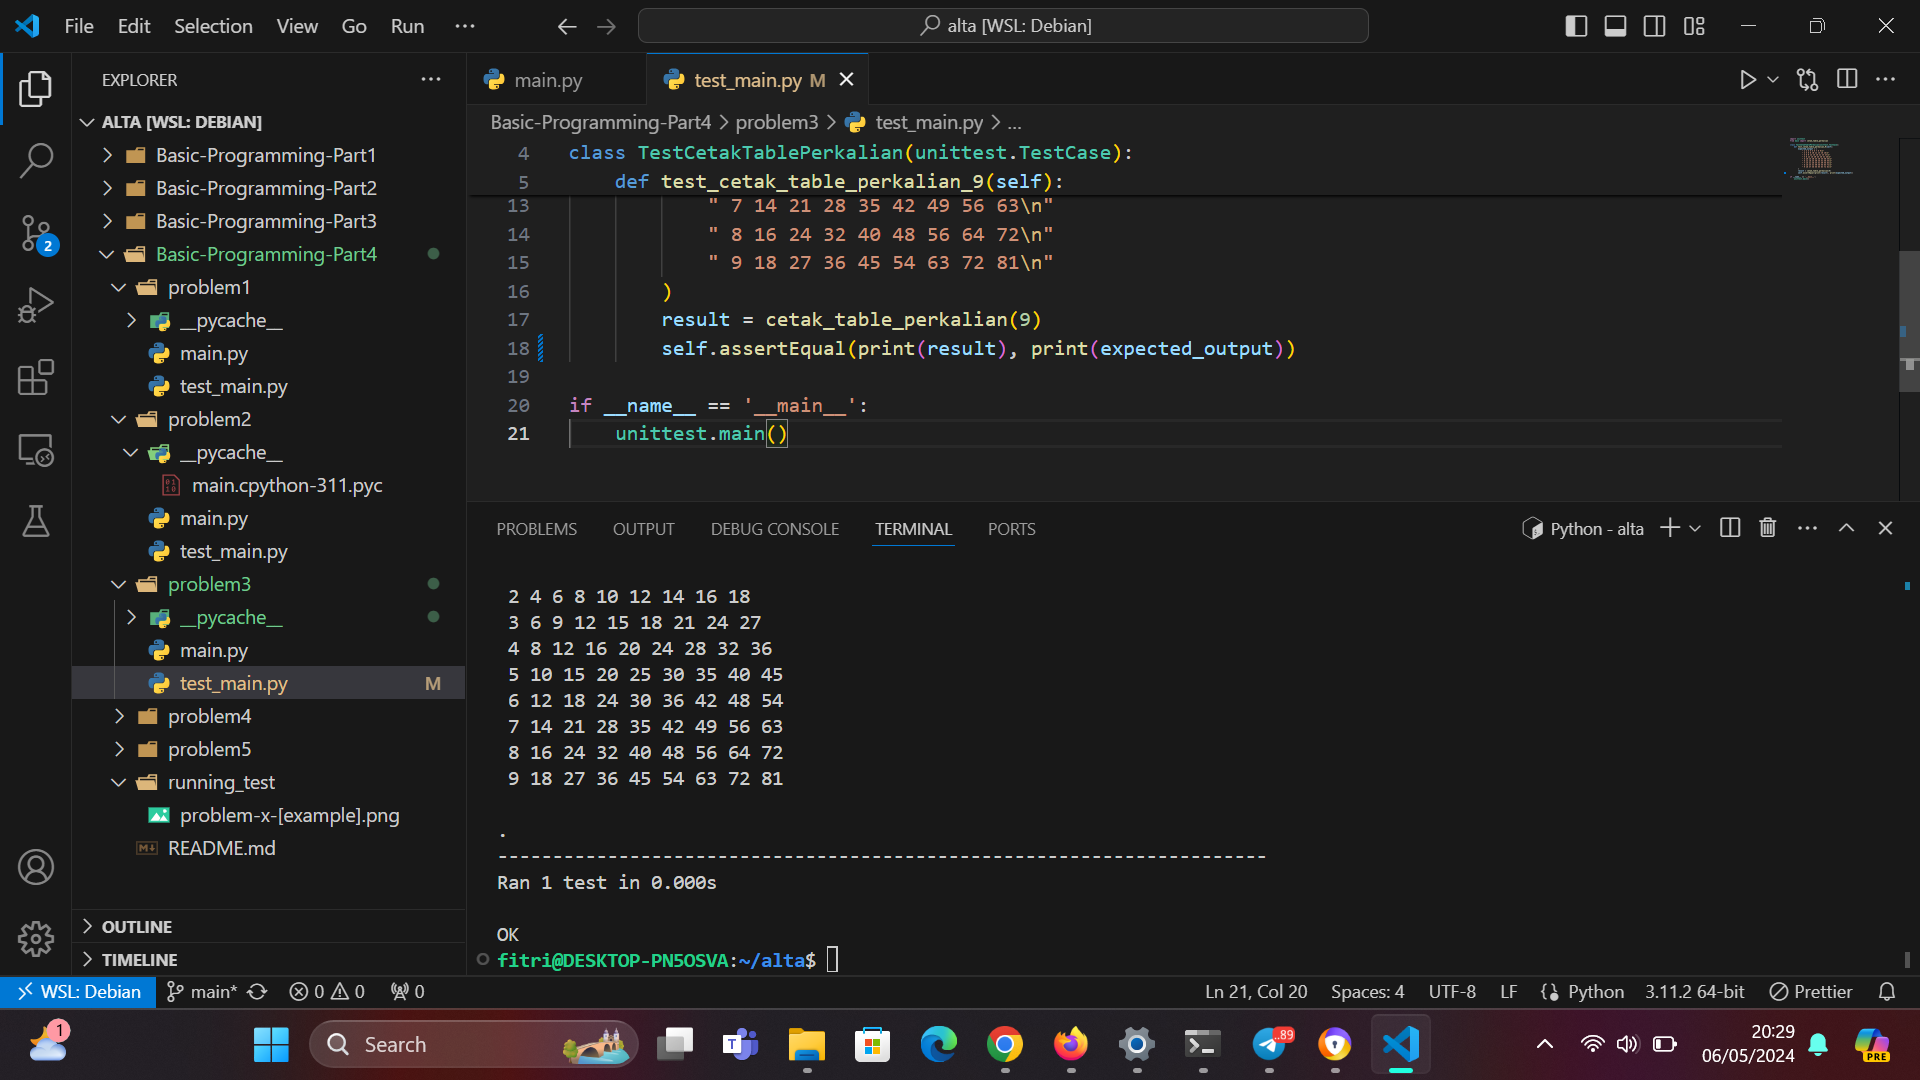 File Edit Selection View Go Run ...
alta [WSL: Debian]
EXPLORER
main.py
test_main.py M
ALTA [WSL: DEBIAN]
Basic-Programming-Part1
Basic-Programming-Part2
Basic-Programming-Part3
Basic-Programming-Part4
problem1
__pycache__
main.py
test_main.py
problem2
__pycache__
main.cpython-311.pyc
main.py
test_main.py
problem3
__pycache__
main.py
test_main.py M
problem4
problem5
running_test
problem-x-[example].png
README.md
OUTLINE
TIMELINE
2
Basic-Programming-Part4 > problem3 > test_main.py > ...
4 class TestCetakTablePerkalian(unittest.TestCase):
5 def test_cetak_table_perkalian_9(self):
13 " 7 14 21 28 35 42 49 56 63\n"
14 " 8 16 24 32 40 48 56 64 72\n"
15 " 9 18 27 36 45 54 63 72 81\n"
16 )
17 result = cetak_table_perkalian(9)
18 self.assertEqual(print(result), print(expected_output))
19
20 if __name__ == '__main__':
21 unittest.main()
PROBLEMS OUTPUT DEBUG CONSOLE TERMINAL PORTS
Python - alta
2 4 6 8 10 12 14 16 18
3 6 9 12 15 18 21 24 27
4 8 12 16 20 24 28 32 36
5 10 15 20 25 30 35 40 45
6 12 18 24 30 36 42 48 54
7 14 21 28 35 42 49 56 63
8 16 24 32 40 48 56 64 72
9 18 27 36 45 54 63 72 81
.
----------------------------------------------------------------------
Ran 1 test in 0.000s
OK
fitri@DESKTOP-PN5OSVA:~/alta$
WSL: Debian main* 0 0 0
Ln 21, Col 20 Spaces: 4 UTF-8 LF Python 3.11.2 64-bit Prettier
1
Search
T
..89
20:29
06/05/2024
PRE